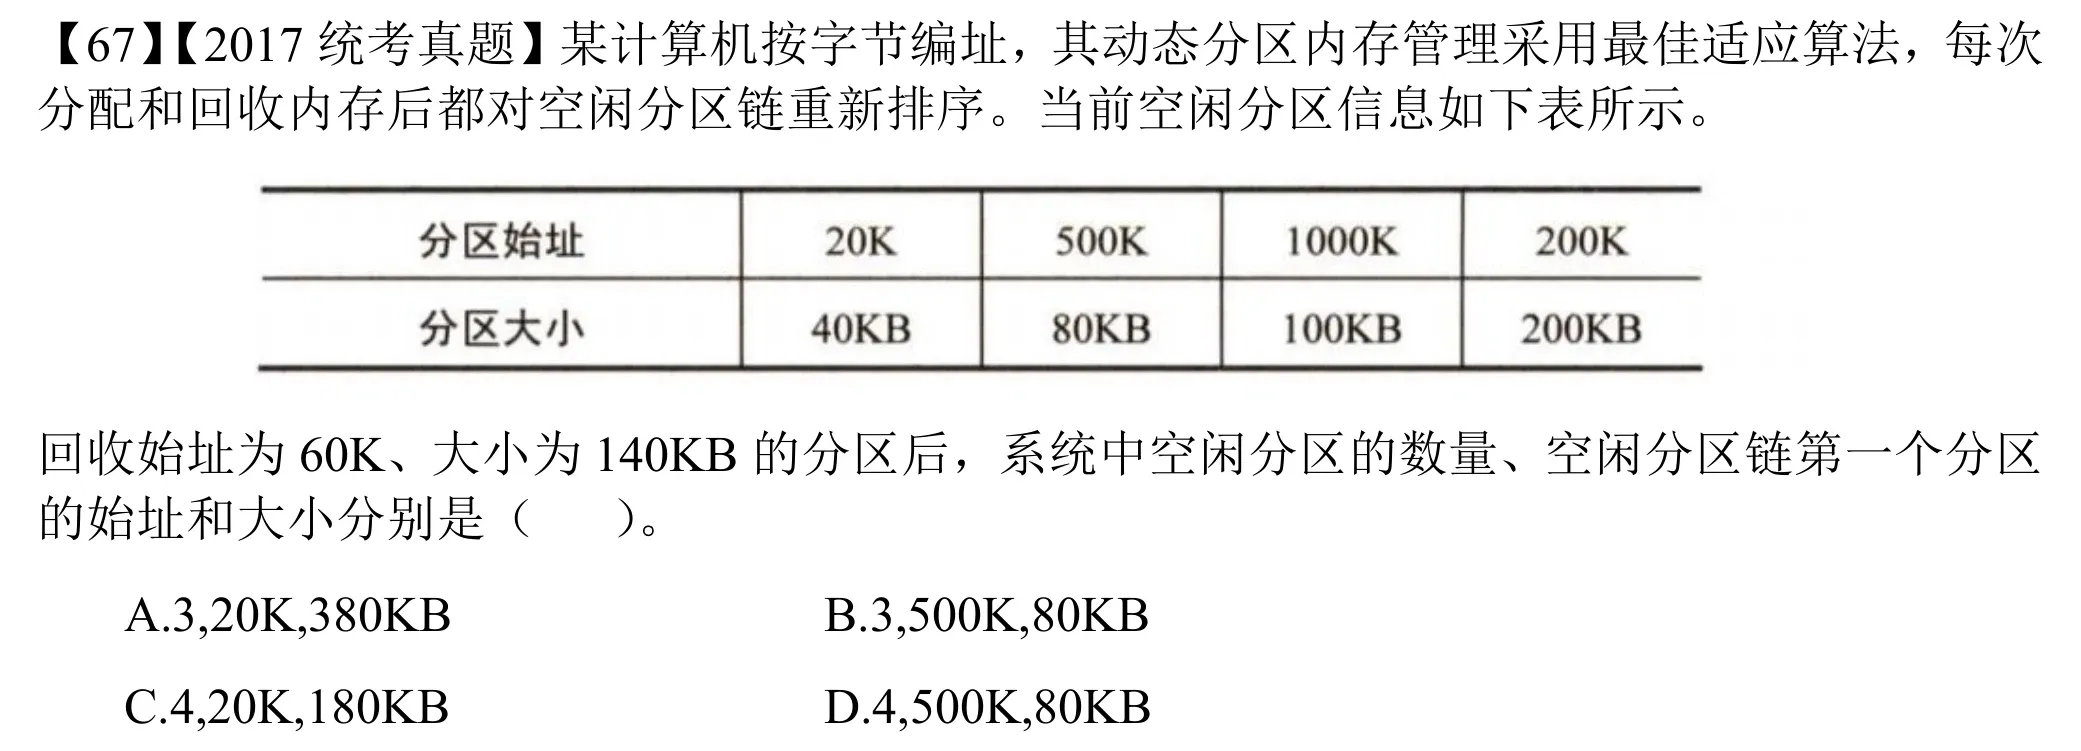 【67】【2017 统考真题】某计算机按字节编址，其动态分区内存管理采用最佳适应算法，每次
分配和回收内存后都对空闲分区链重新排序。当前空闲分区信息如下表所示。
分区始址 20K 500K 1000K 200K
分区大小 40KB 80KB 100KB 200KB
回收始址为 60K、大小为 140KB 的分区后，系统中空闲分区的数量、空闲分区链第一个分区
的始址和大小分别是（ ）。
A.3,20K,380KB B.3,500K,80KB
C.4,20K,180KB D.4,500K,80KB